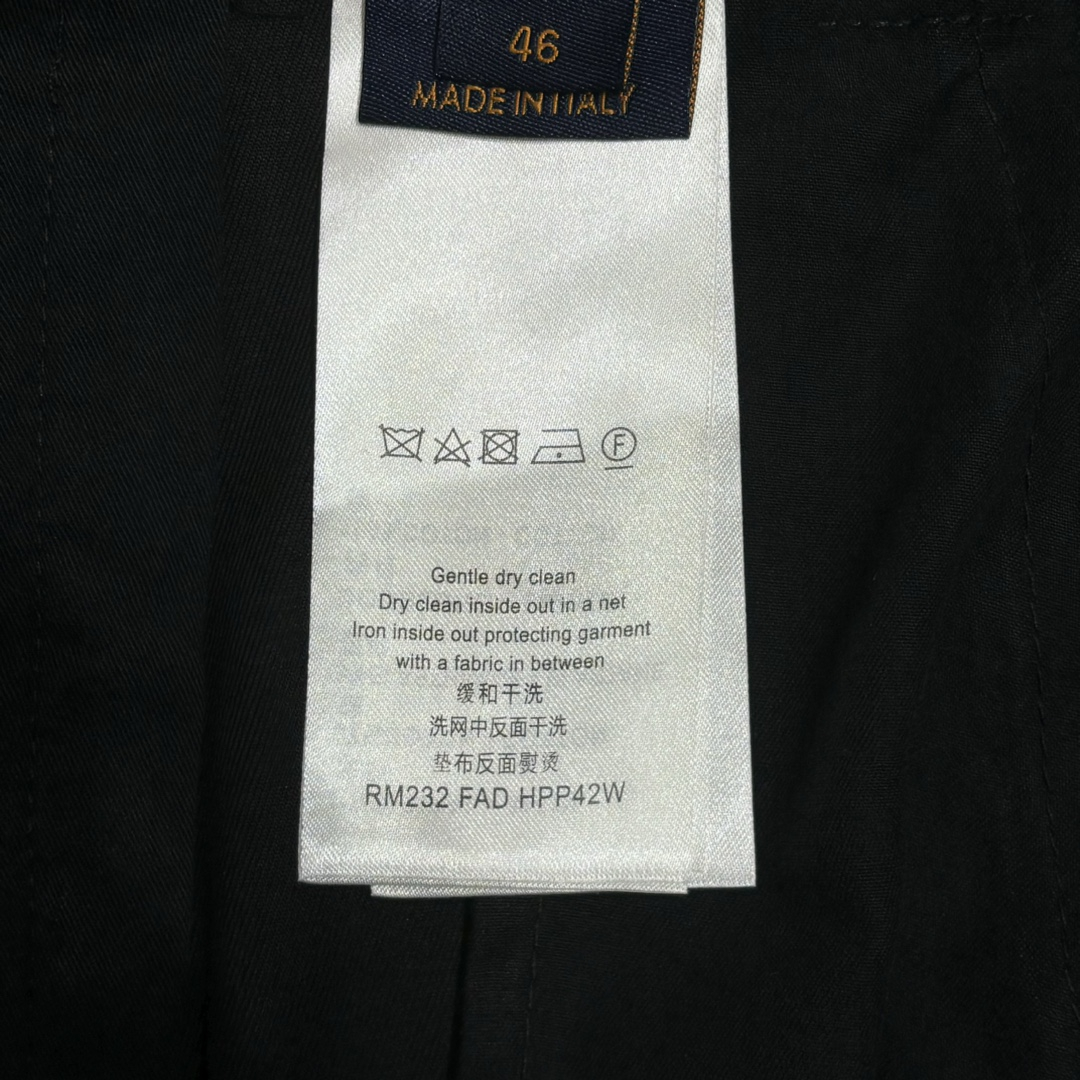 46
MADE IN ITALY
F
Gentle dry clean
Dry clean inside out in a net
Iron inside out protecting garment
with a fabric in between
缓和干洗
洗网中反面干洗
垫布反面熨烫
RM232 FAD HPP42W